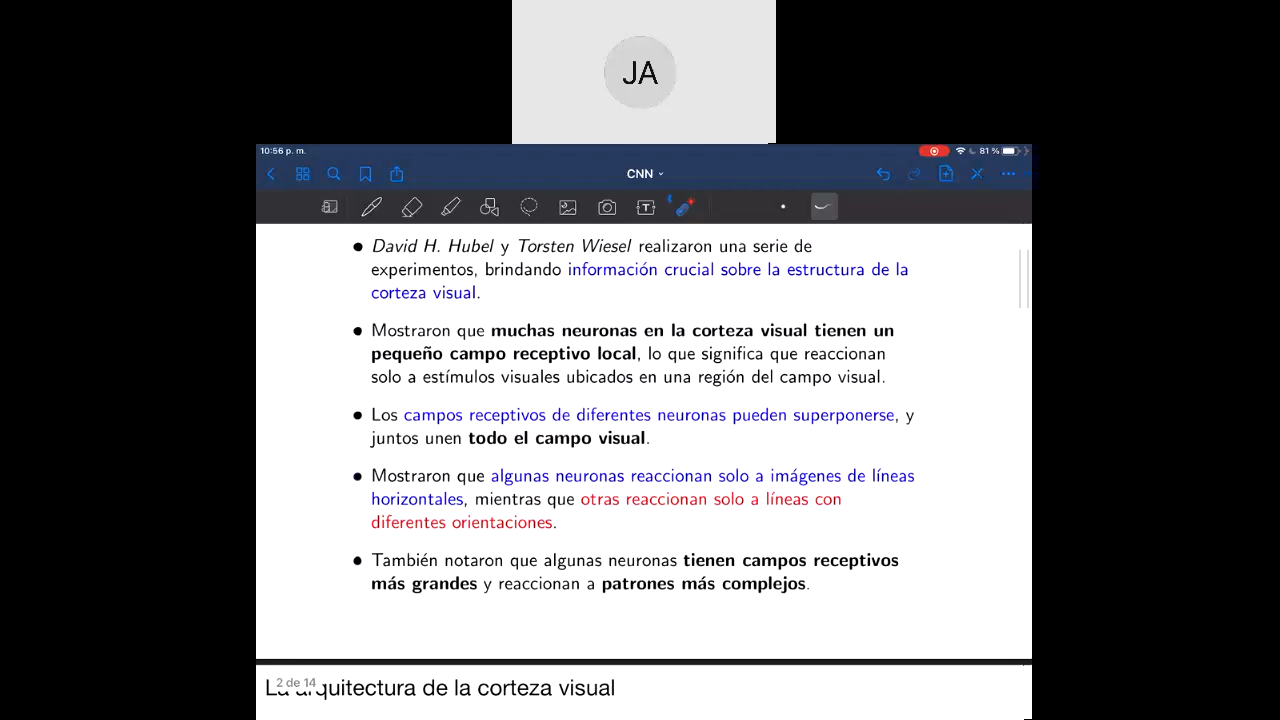 JA
10:56 p. m.
81 %
CNN
• David H. Hubel y Torsten Wiesel realizaron una serie de
experimentos, brindando información crucial sobre la estructura de la
corteza visual.
• Mostraron que muchas neuronas en la corteza visual tienen un
pequeño campo receptivo local, lo que significa que reaccionan
solo a estímulos visuales ubicados en una región del campo visual.
• Los campos receptivos de diferentes neuronas pueden superponerse, y
juntos unen todo el campo visual.
• Mostraron que algunas neuronas reaccionan solo a imágenes de líneas
horizontales, mientras que otras reaccionan solo a líneas con
diferentes orientaciones.
• También notaron que algunas neuronas tienen campos receptivos
más grandes y reaccionan a patrones más complejos.
2 de 14
La arquitectura de la corteza visual